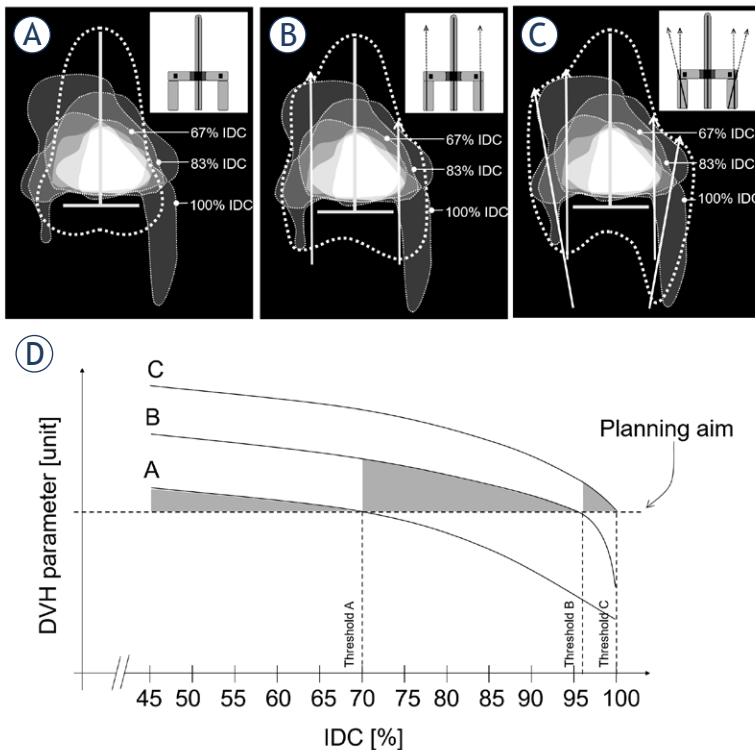 A
67% IDC
83% IDC
100% IDC
B
67% IDC
83% IDC
100% IDC
C
67% IDC
83% IDC
100% IDC
D
DVH parameter [unit]
C
B
A
Planning aim
Threshold A
Threshold B
Threshold C
45 50 55 60 65 70 75 80 85 90 95 100
IDC [%]